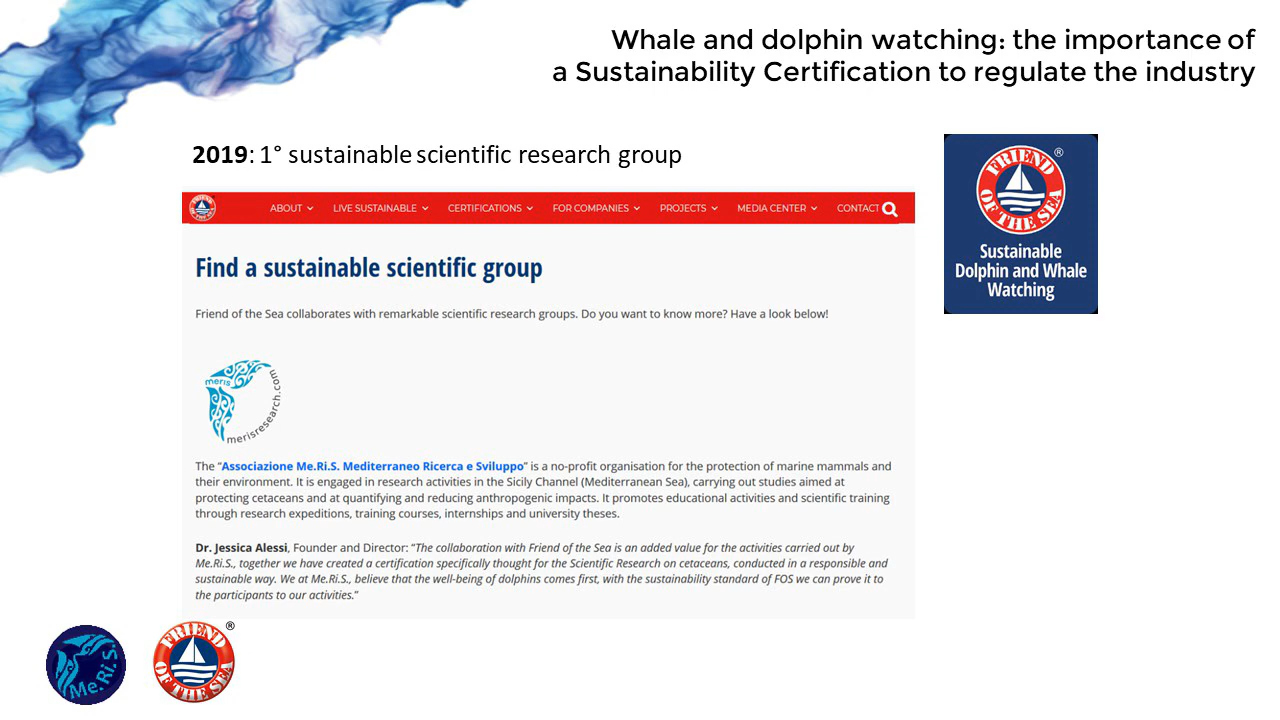 Whale and dolphin watching: the importance of
a Sustainability Certification to regulate the industry
2019: 1° sustainable scientific research group
FRIEND OF THE SEA ®
Sustainable
Dolphin and Whale
Watching
FRIEND OF THE SEA
ABOUT LIVE SUSTAINABLE CERTIFICATIONS FOR COMPANIES PROJECTS MEDIA CENTER CONTACT
Find a sustainable scientific group
Friend of the Sea collaborates with remarkable scientific research groups. Do you want to know more? Have a look below!
meris
merisresearch.com
The “Associazione Me.Ri.S. Mediterraneo Ricerca e Sviluppo” is a no-profit organisation for the protection of marine mammals and
their environment. It is engaged in research activities in the Sicily Channel (Mediterranean Sea), carrying out studies aimed at
protecting cetaceans and at quantifying and reducing anthropogenic impacts. It promotes educational activities and scientific training
through research expeditions, training courses, internships and university theses.
Dr. Jessica Alessi, Founder and Director: “The collaboration with Friend of the Sea is an added value for the activities carried out by
Me.Ri.S., together we have created a certification specifically thought for the Scientific Research on cetaceans, conducted in a responsible and
sustainable way. We at Me.Ri.S., believe that the well-being of dolphins comes first, with the sustainability standard of FOS we can prove it to
the participants to our activities.”
Me.Ri.S.
FRIEND OF THE SEA ®